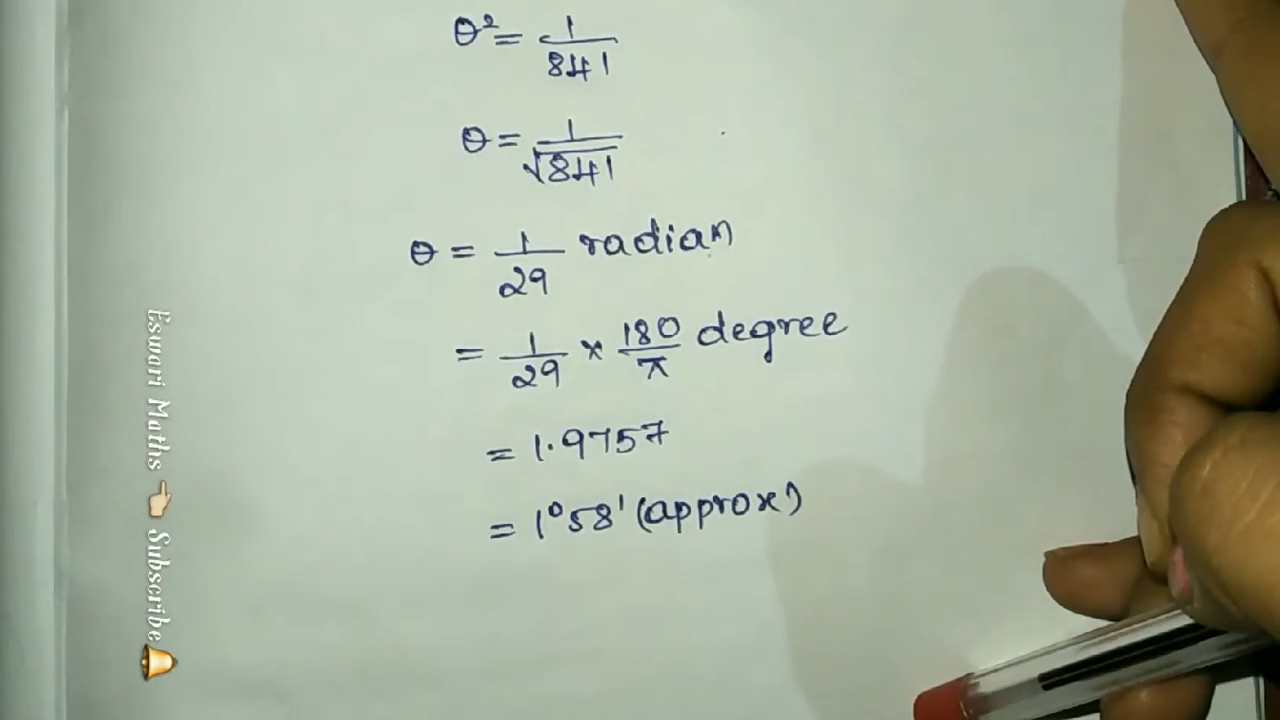 θ² = 1/841
θ = 1/√841
θ = 1/29 radian
= 1/29 × 180/π degree
= 1.9757
= 1°58' (approx)
Eswari Maths 👈🏻 Subscribe🔔